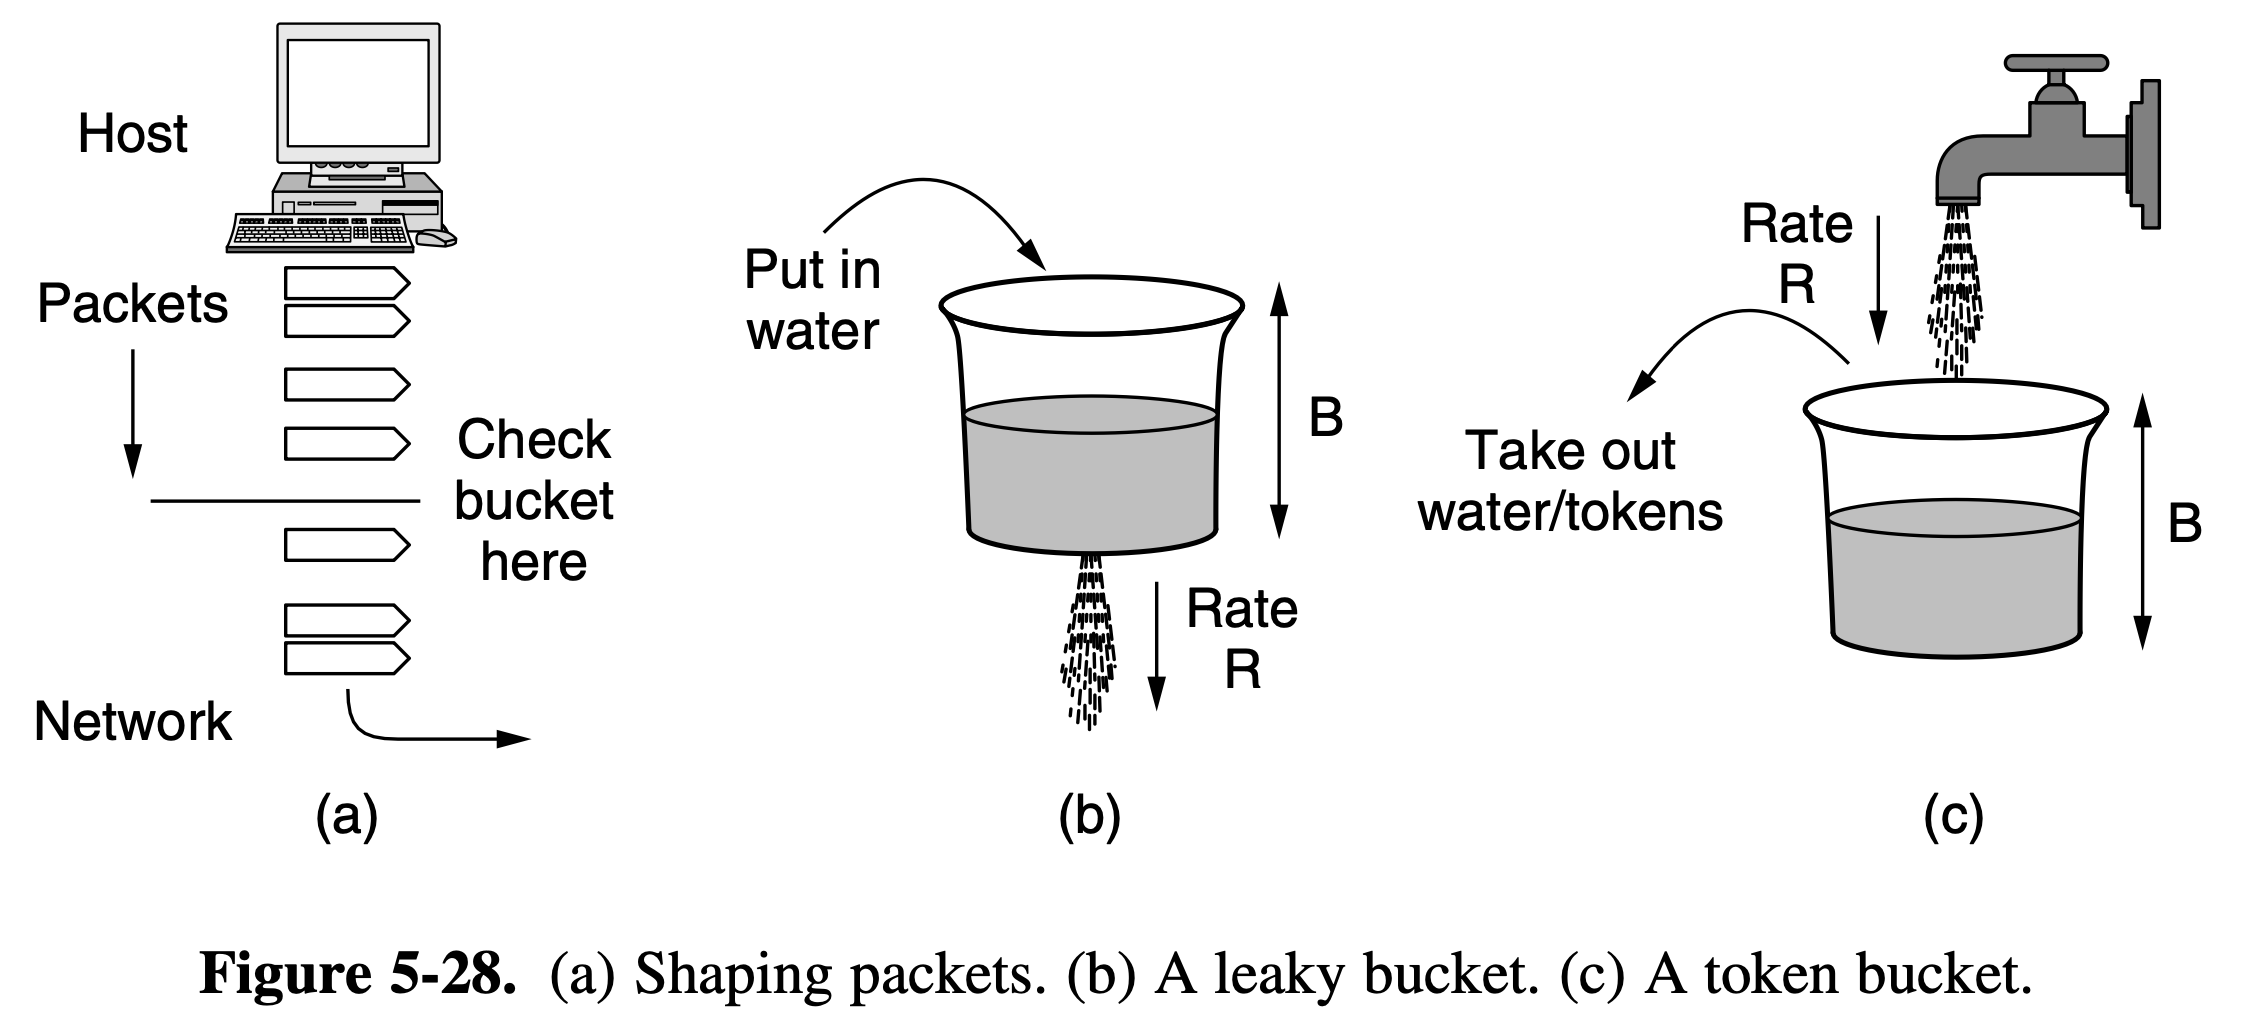 Host
Packets
Check
bucket
here
Network
(a)
Put in
water
B
Rate
R
(b)
Rate
R
Take out
water/tokens
B
(c)
Figure 5-28. (a) Shaping packets. (b) A leaky bucket. (c) A token bucket.